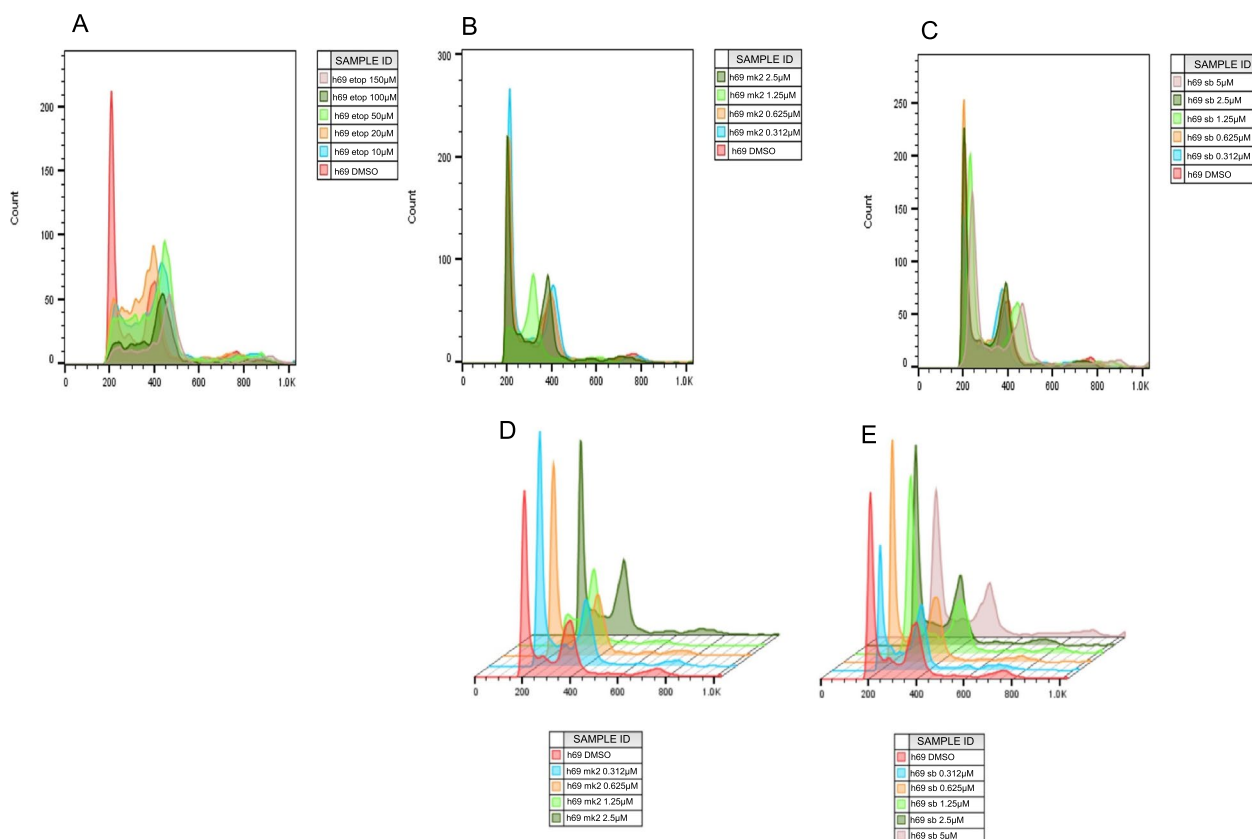 A
B
C
SAMPLE ID
h69 etop 150µM
h69 etop 100µM
h69 etop 50µM
h69 etop 20µM
h69 etop 10µM
h69 DMSO
200
150
100
50
0
Count
0 200 400 600 800 1.0K
SAMPLE ID
h69 mk2 2.5µM
h69 mk2 1.25µM
h69 mk2 0.625µM
h69 mk2 0.312µM
h69 DMSO
300
200
100
0
Count
0 200 400 600 800 1.0K
SAMPLE ID
h69 sb 5µM
h69 sb 2.5µM
h69 sb 1.25µM
h69 sb 0.625µM
h69 sb 0.312µM
h69 DMSO
250
200
150
100
50
0
Count
0 200 400 600 800 1.0K
D
E
0 200 400 600 800 1.0K
0 200 400 600 800 1.0K
SAMPLE ID
h69 DMSO
h69 mk2 0.312µM
h69 mk2 0.625µM
h69 mk2 1.25µM
h69 mk2 2.5µM
SAMPLE ID
h69 DMSO
h69 sb 0.312µM
h69 sb 0.625µM
h69 sb 1.25µM
h69 sb 2.5µM
h69 sb 5µM